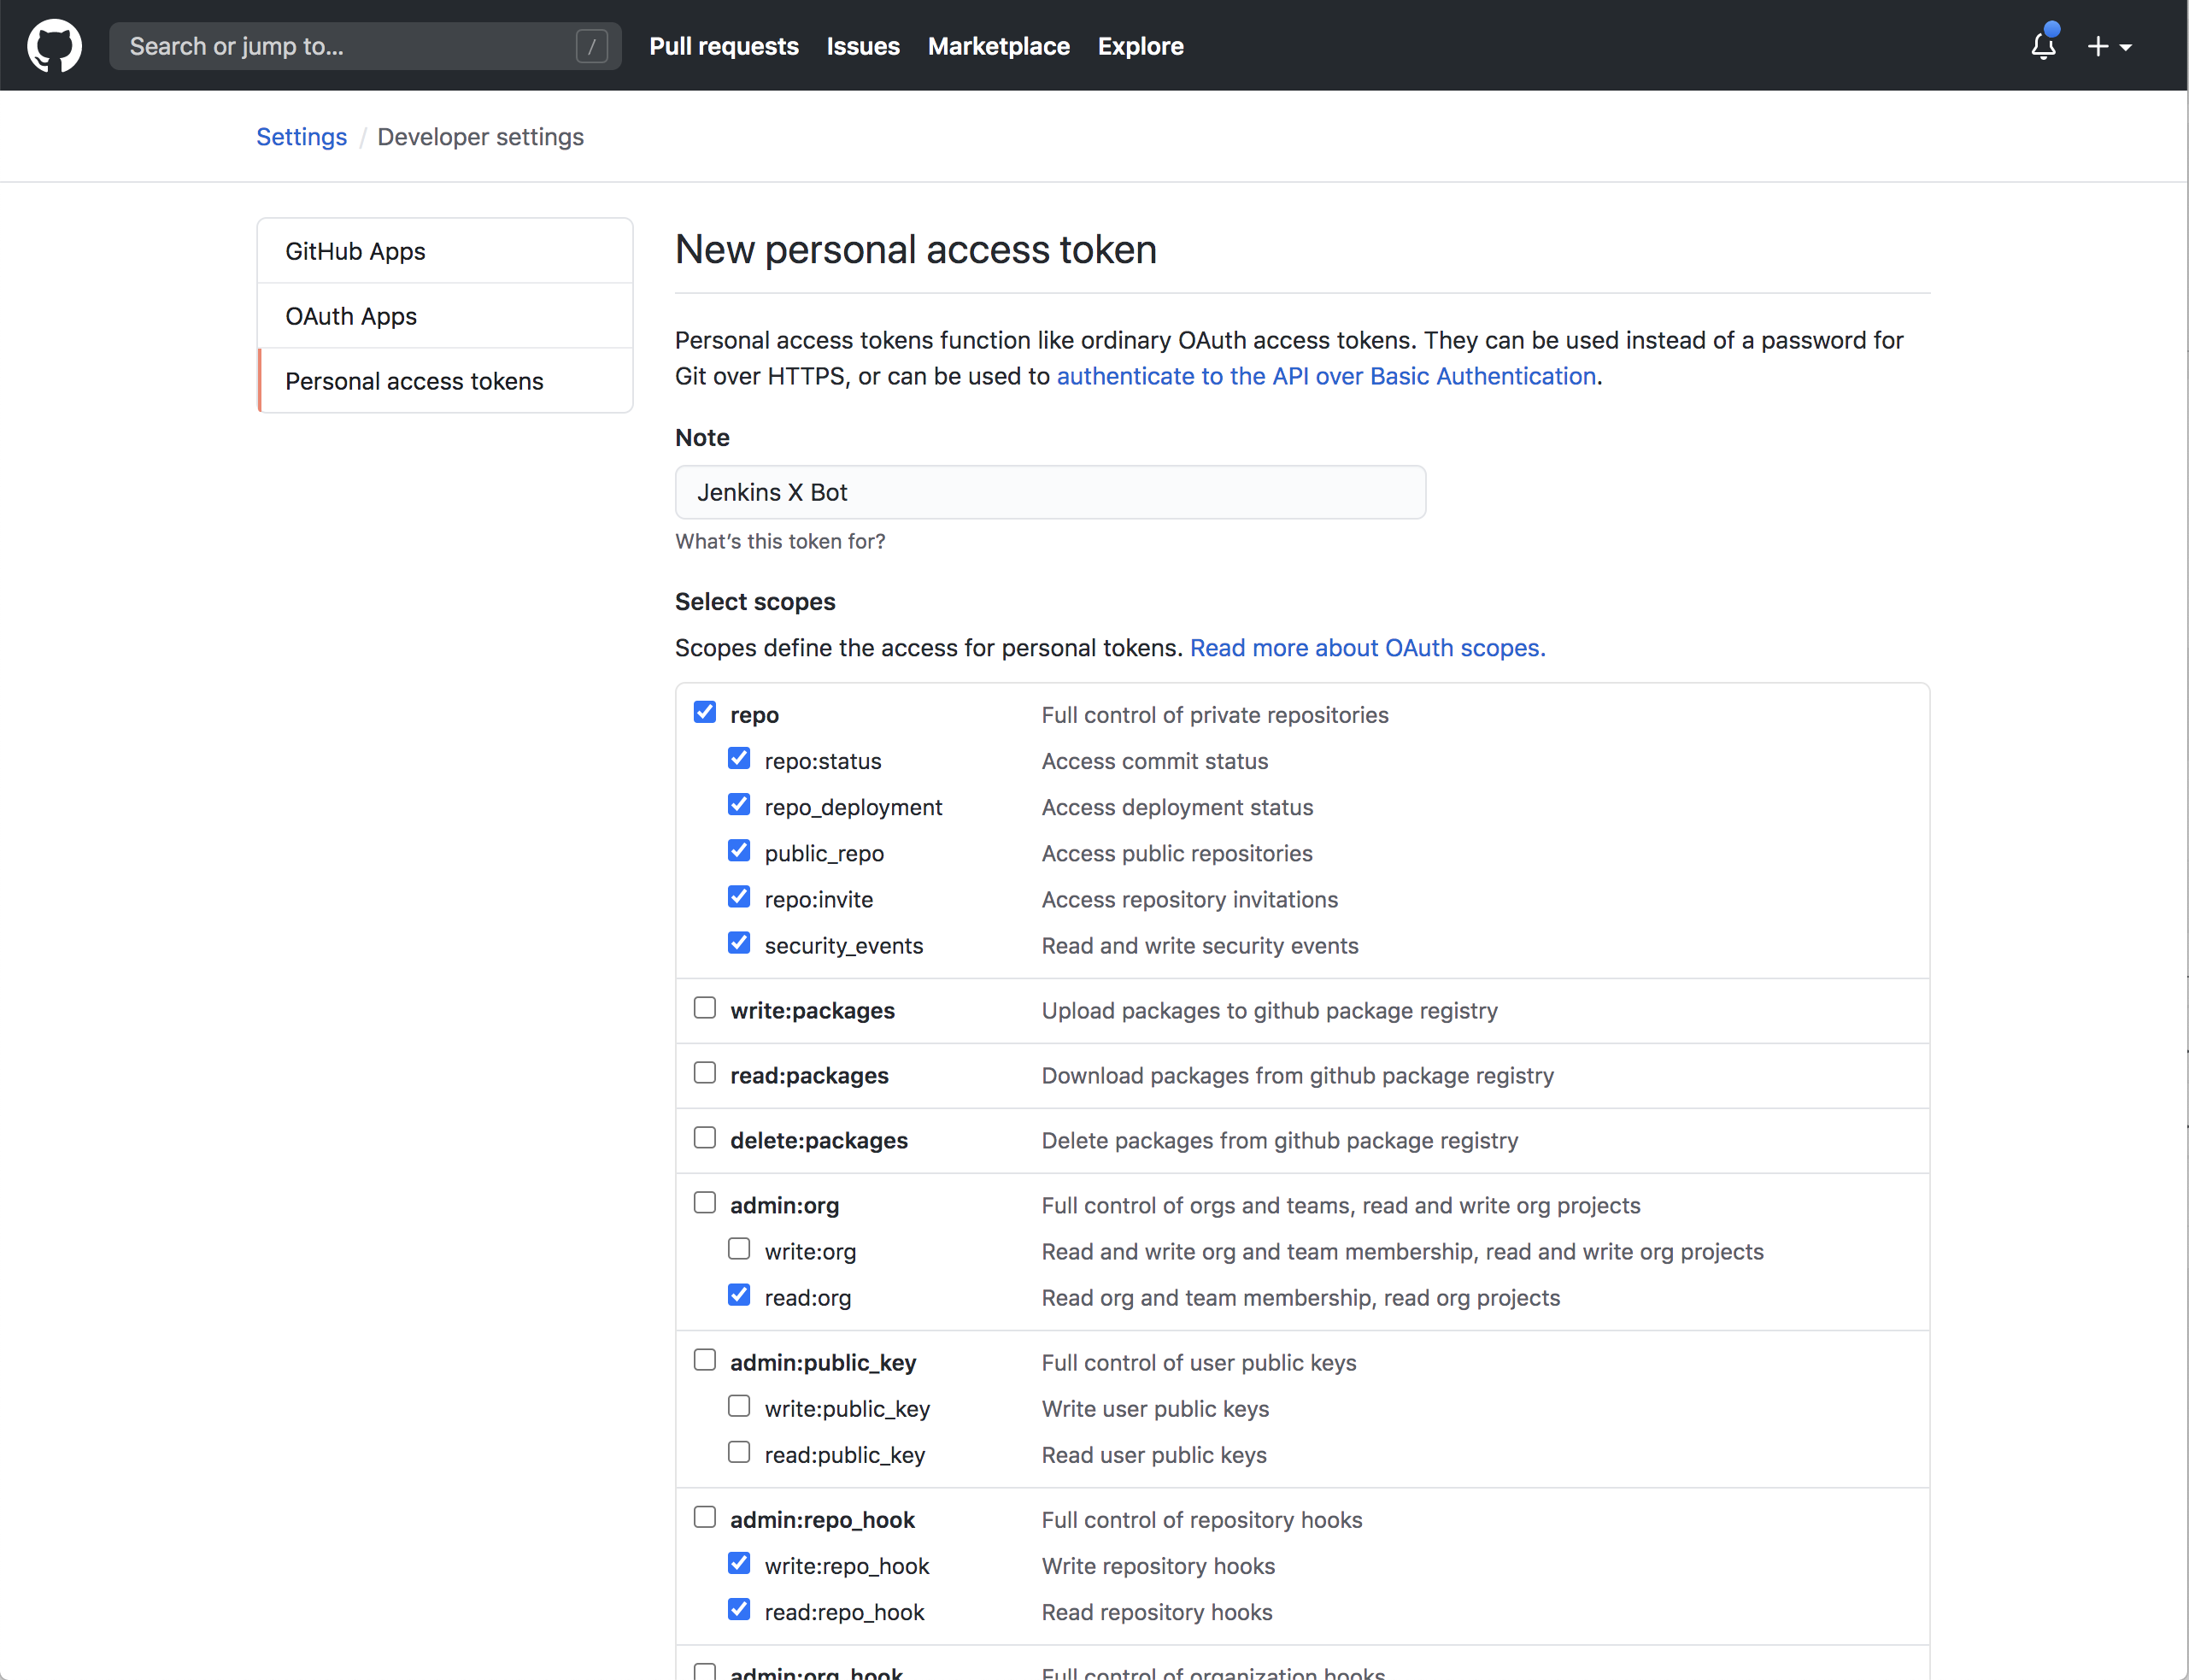 Search or jump to... /
Pull requests Issues Marketplace Explore
Settings / Developer settings
GitHub Apps
OAuth Apps
Personal access tokens
New personal access token
Personal access tokens function like ordinary OAuth access tokens. They can be used instead of a password for
Git over HTTPS, or can be used to authenticate to the API over Basic Authentication.
Note
Jenkins X Bot
What's this token for?
Select scopes
Scopes define the access for personal tokens. Read more about OAuth scopes.
repo Full control of private repositories
repo:status Access commit status
repo_deployment Access deployment status
public_repo Access public repositories
repo:invite Access repository invitations
security_events Read and write security events
write:packages Upload packages to github package registry
read:packages Download packages from github package registry
delete:packages Delete packages from github package registry
admin:org Full control of orgs and teams, read and write org projects
write:org Read and write org and team membership, read and write org projects
read:org Read org and team membership, read org projects
admin:public_key Full control of user public keys
write:public_key Write user public keys
read:public_key Read user public keys
admin:repo_hook Full control of repository hooks
write:repo_hook Write repository hooks
read:repo_hook Read repository hooks
admin:org_hook Full control of organization hooks